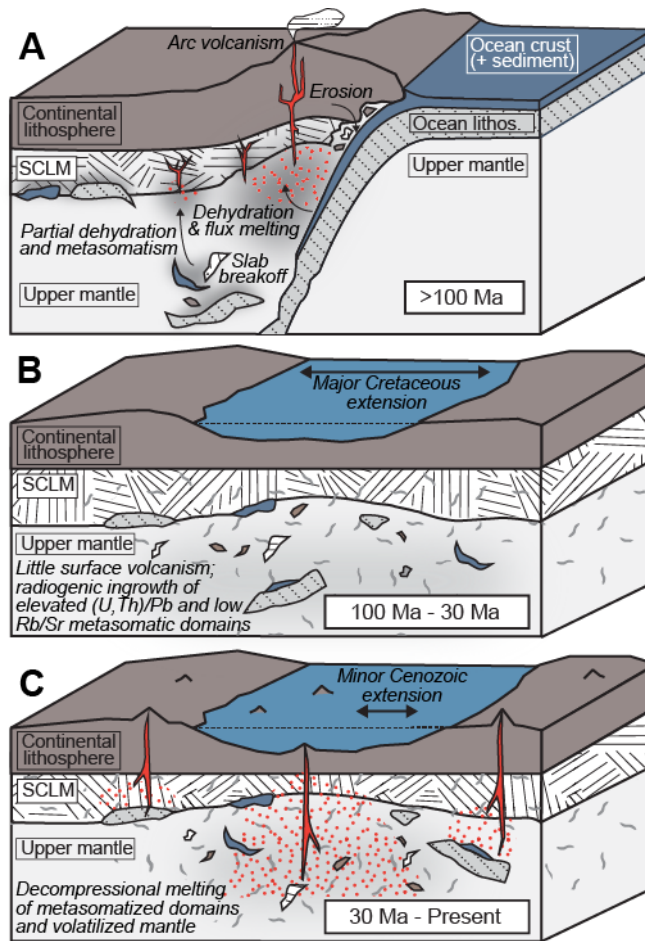 A
Arc volcanism
Ocean crust
(+ sediment)
Erosion
Continental
lithosphere
Ocean lithos.
SCLM
Upper mantle
Dehydration
& flux melting
Partial dehydration
and metasomatism
Slab
breakoff
Upper mantle
>100 Ma
B
Major Cretaceous
extension
Continental
lithosphere
SCLM
Upper mantle
Little surface volcanism;
radiogenic ingrowth of
elevated (U,Th)/Pb and low
Rb/Sr metasomatic domains
100 Ma - 30 Ma
C
Minor Cenozoic
extension
Continental
lithosphere
SCLM
Upper mantle
Decompressional melting
of metasomatized domains
and volatilized mantle
30 Ma - Present